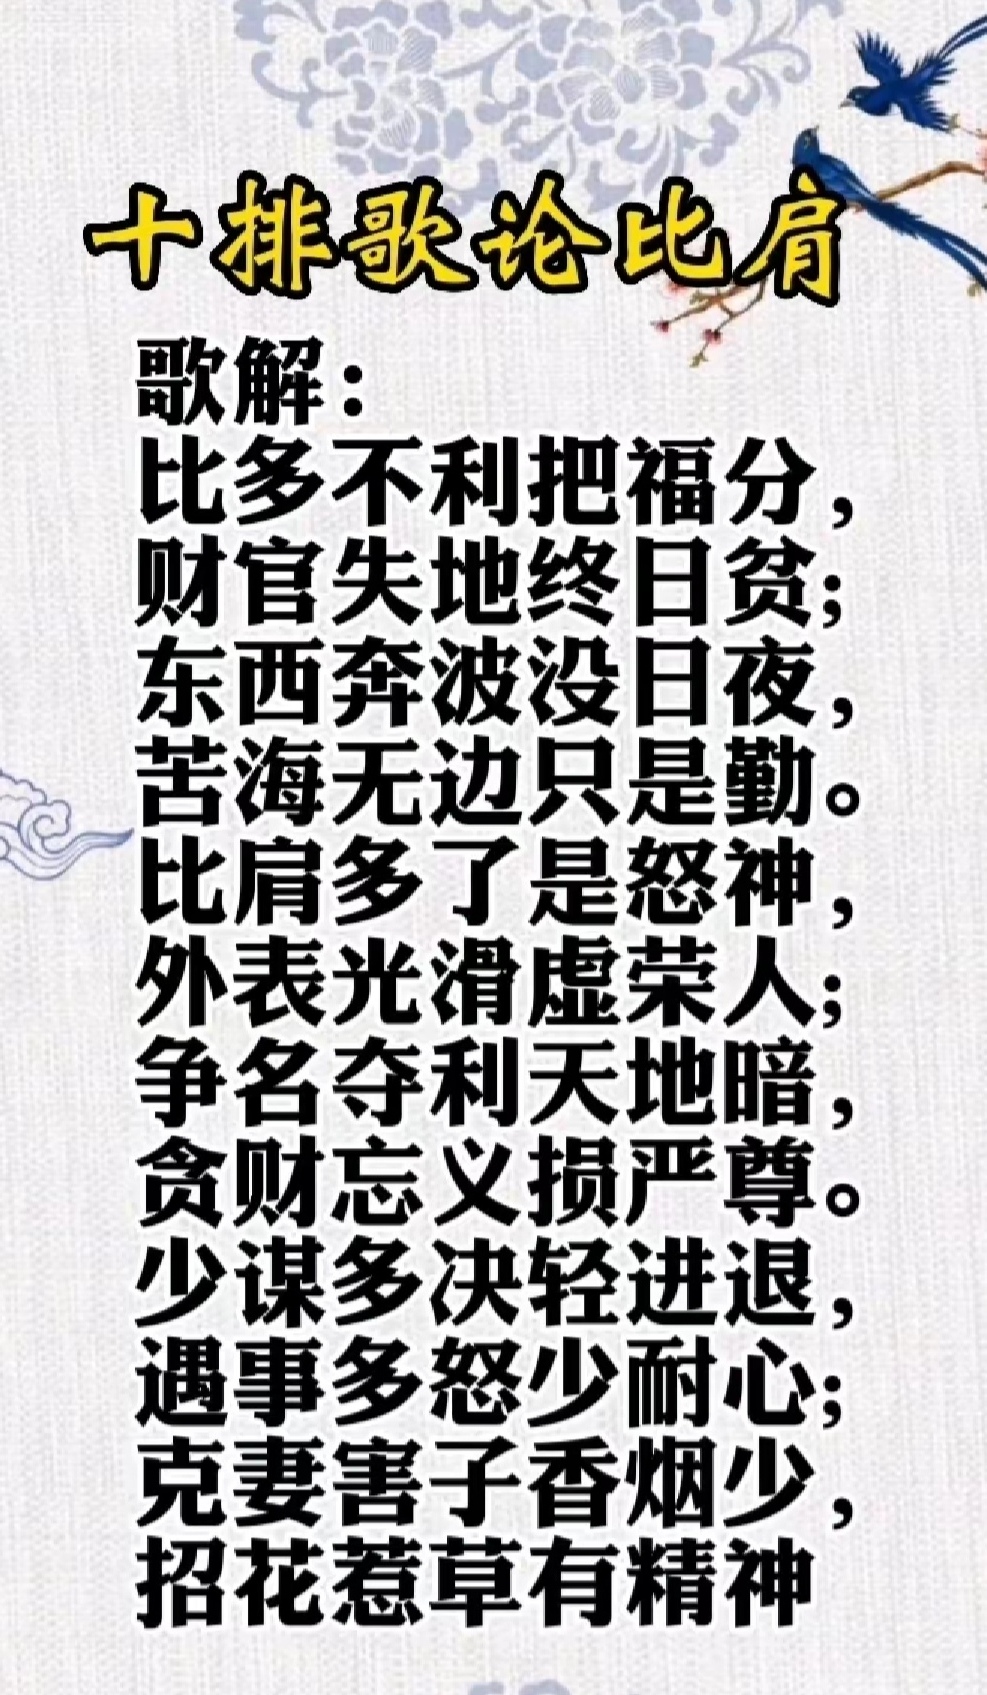 十排歌论比肩
歌解：
比多不利把福分，
财官失地终日贫；
东西奔波没日夜，
苦海无边只是勤。
比肩多了是怒神，
外表光滑虚荣人；
争名夺利天地暗，
贪财忘义损严尊。
少谋多决轻进退，
遇事多怒少耐心；
克妻害子香烟少，
招花惹草有精神